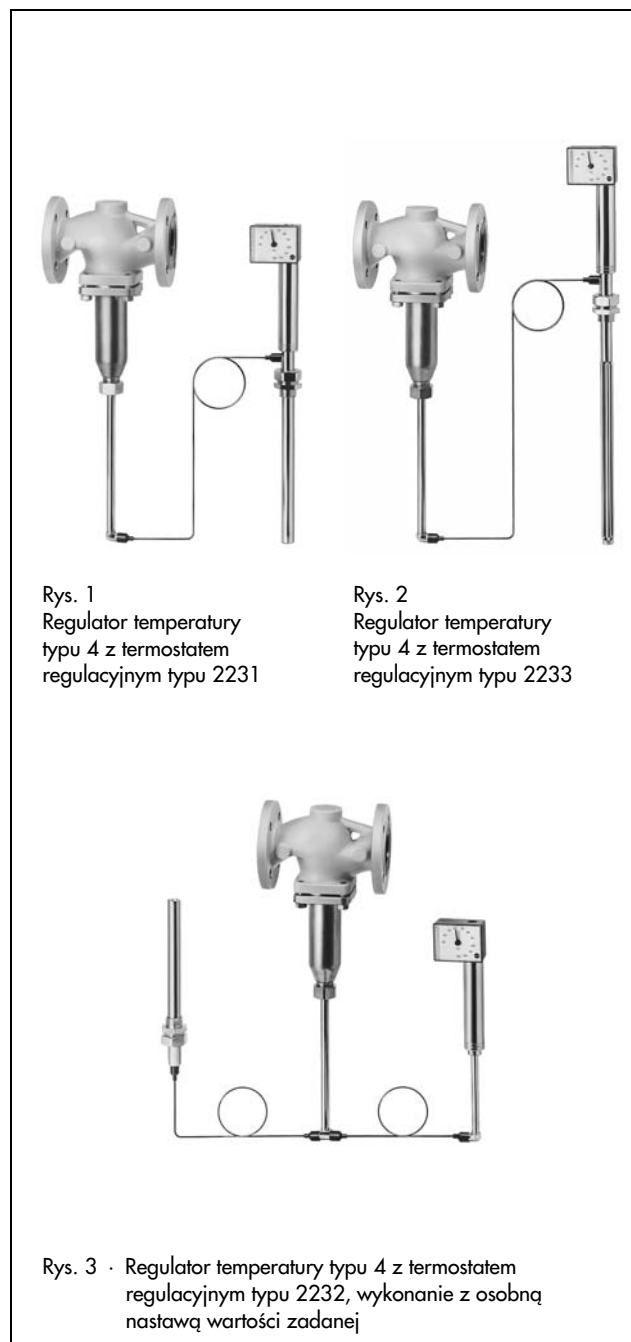 Rys. 1
Regulator temperatury
typu 4 z termostatem
regulacyjnym typu 2231
Rys. 2
Regulator temperatury
typu 4 z termostatem
regulacyjnym typu 2233
Rys. 3 · Regulator temperatury typu 4 z termostatem
regulacyjnym typu 2232, wykonanie z osobną
nastawą wartości zadanej